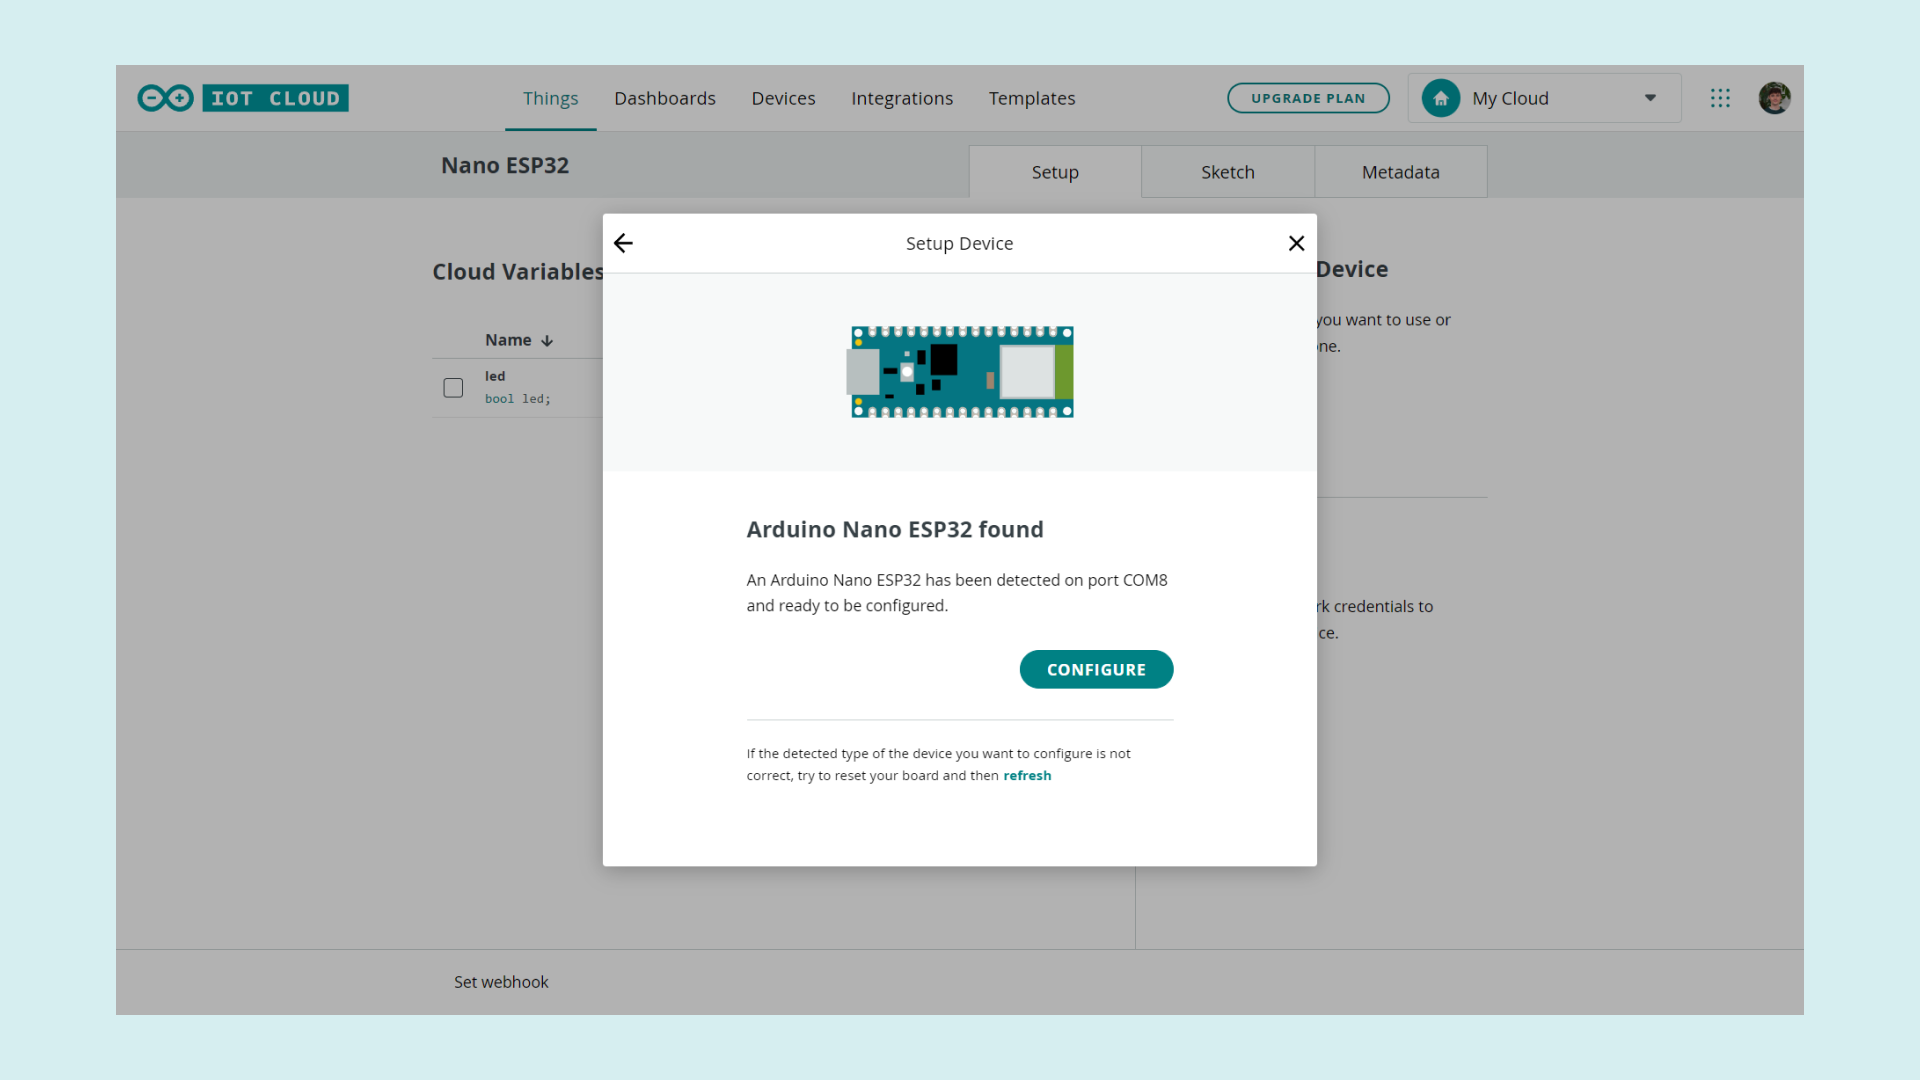 IOT CLOUD
Things
Dashboards
Devices
Integrations
Templates
UPGRADE PLAN
My Cloud
Nano ESP32
Setup
Sketch
Metadata
Setup Device
Cloud Variables
Device
you want to use or
Name
led
bool led;
Arduino Nano ESP32 found
An Arduino Nano ESP32 has been detected on port COM8
and ready to be configured.
credentials to
CONFIGURE
If the detected type of the device you want to configure is not
correct, try to reset your board and then refresh
Set webhook